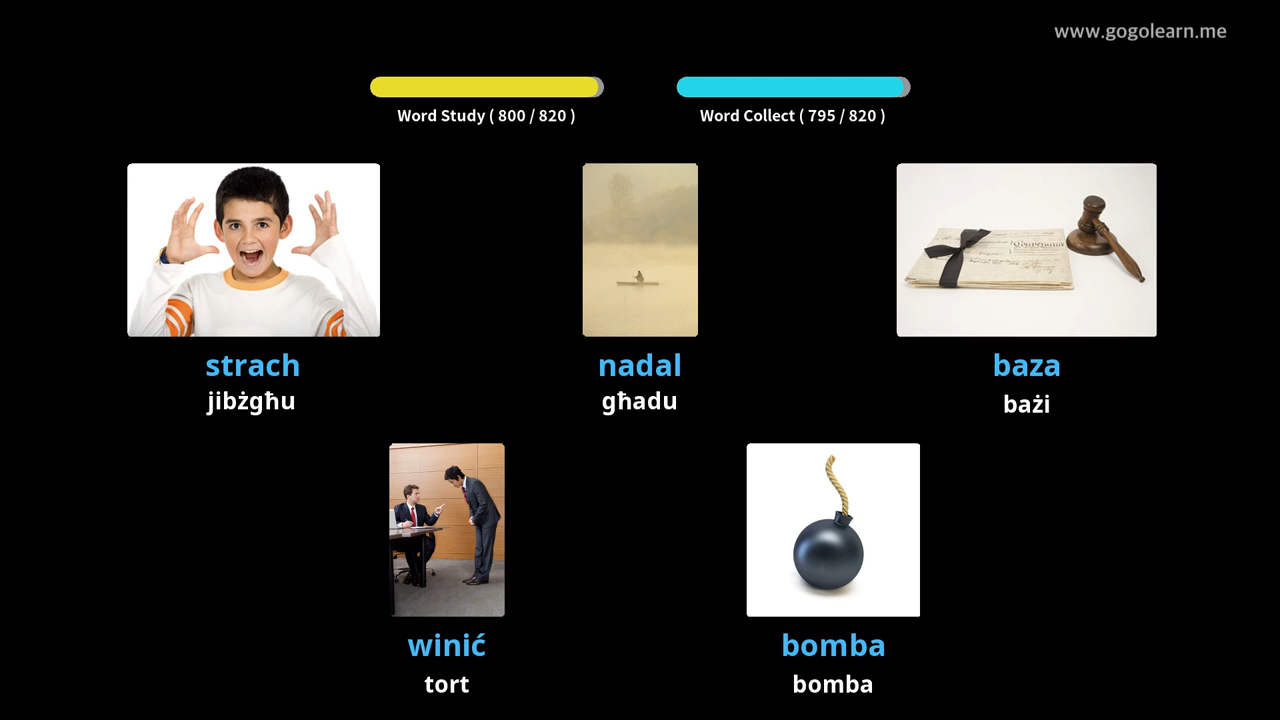 www.gogolearn.me
Word Study ( 800 / 820 )
Word Collect ( 795 / 820 )
strach
jibżgħu
nadal
għadu
baza
bażi
winić
tort
bomba
bomba